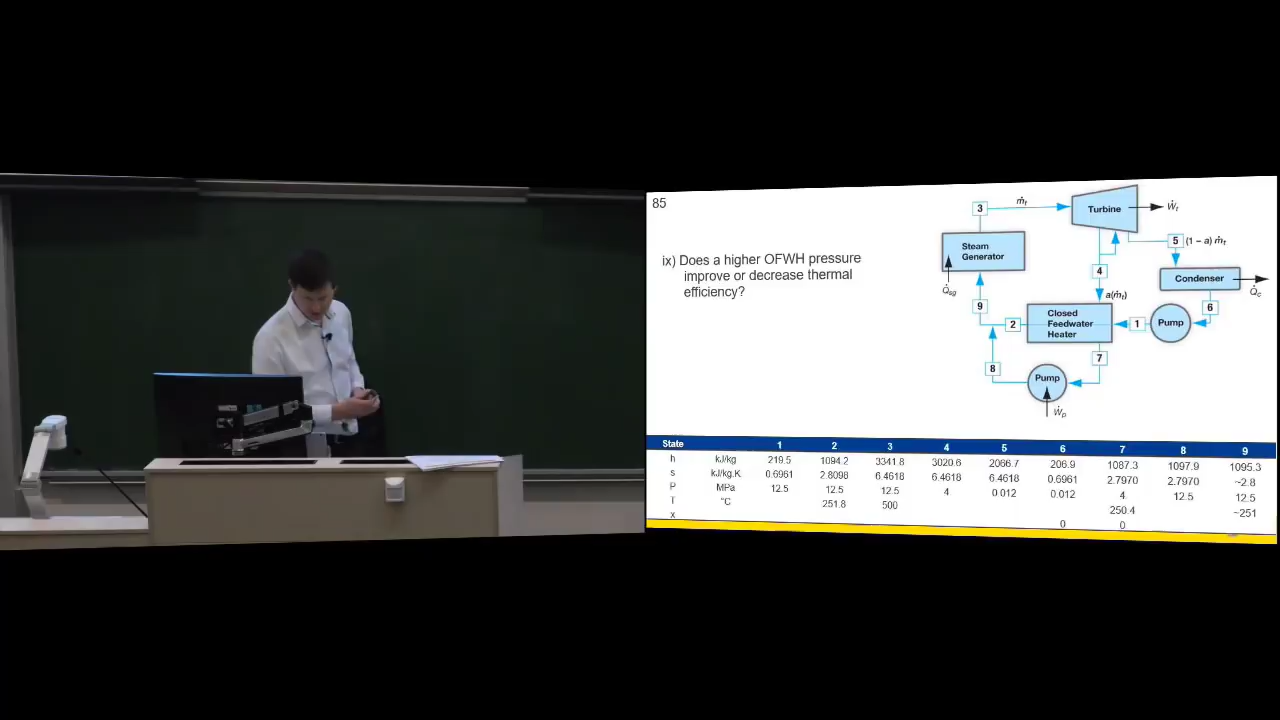 85
ix) Does a higher OFWH pressure
improve or decrease thermal
efficiency?
3
ṁₜ
Turbine
Ẇₜ
5
(1 − a) ṁₜ
Steam
Generator
4
Condenser
Q̇sg
a(ṁₜ)
Q̇c
9
6
Closed
Feedwater
Heater
2
1
Pump
7
8
Pump
Ẇₚ
State 1 2 3 4 5 6 7 8 9
h kJ/kg 219.5 1094.2 3341.8 3020.6 2066.7 206.9 1087.3 1097.9 1095.3
s kJ/kg.K 0.6961 2.8098 6.4618 6.4618 6.4618 0.6961 2.7970 2.7970 ~2.8
P MPa 12.5 12.5 12.5 4 0.012 0.012 4 12.5 12.5
T °C 251.8 500 250.4 ~251
x 0 0